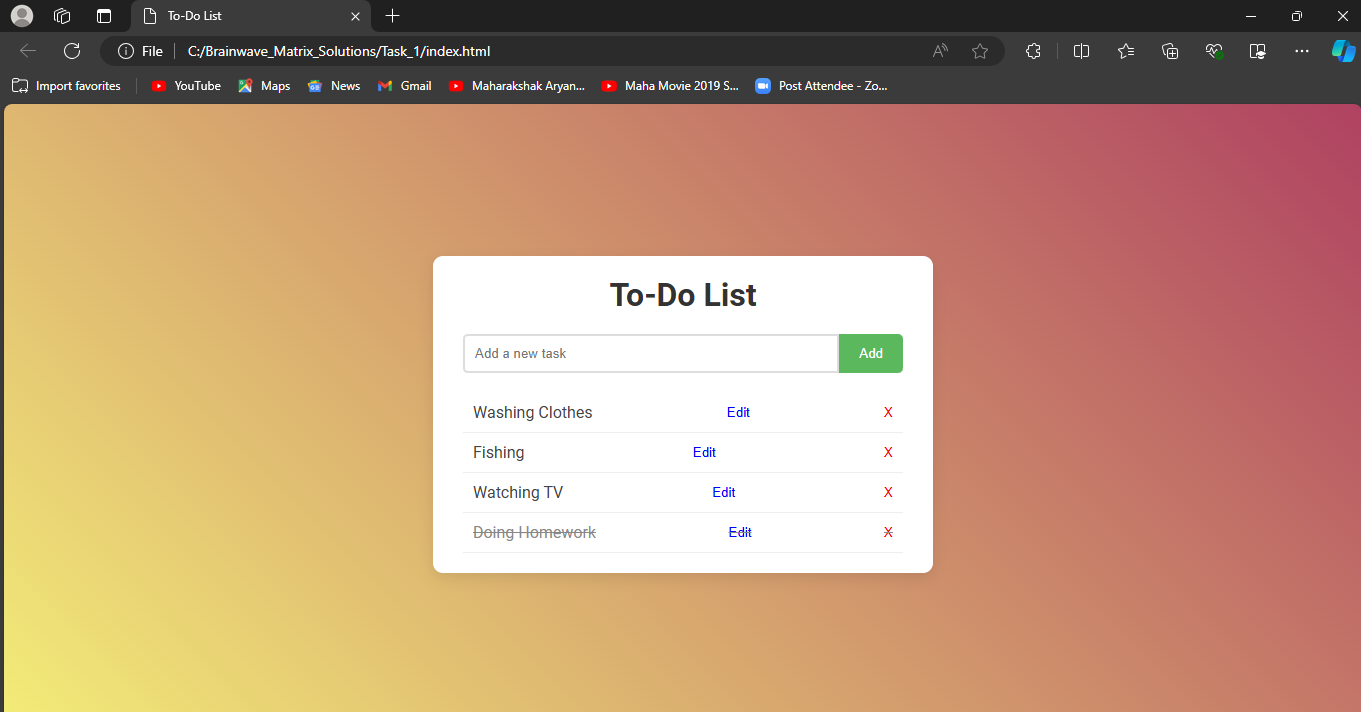 To-Do List
File C:/Brainwave_Matrix_Solutions/Task_1/index.html
Import favorites YouTube Maps News Gmail Maharakshak Aryan... Maha Movie 2019 S... Post Attendee - Zo...
To-Do List
Add a new task Add
Washing Clothes Edit X
Fishing Edit X
Watching TV Edit X
Doing Homework Edit X